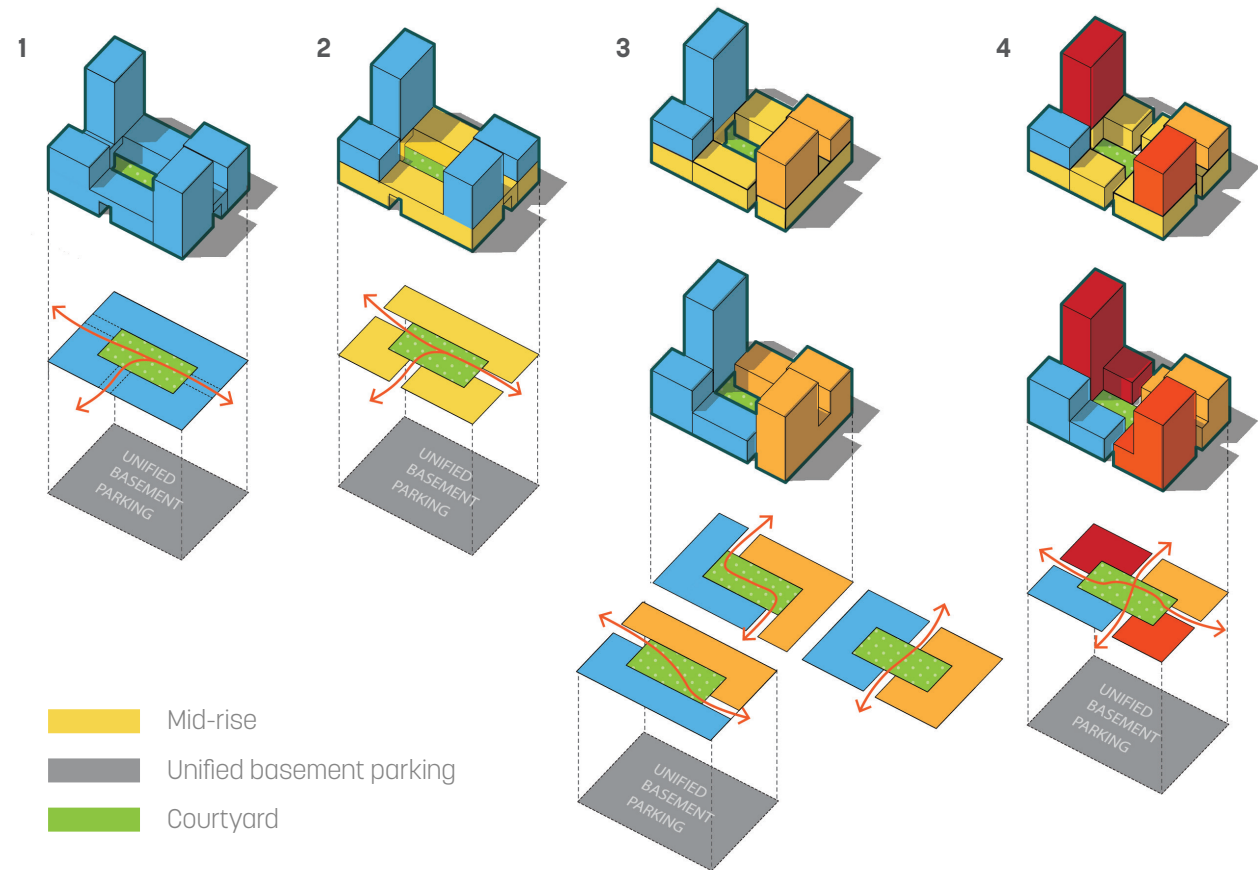 1
2
3
4
UNIFIED
BASEMENT
PARKING
UNIFIED
BASEMENT
PARKING
UNIFIED
BASEMENT
PARKING
UNIFIED
BASEMENT
PARKING
Mid-rise
Unified basement parking
Courtyard